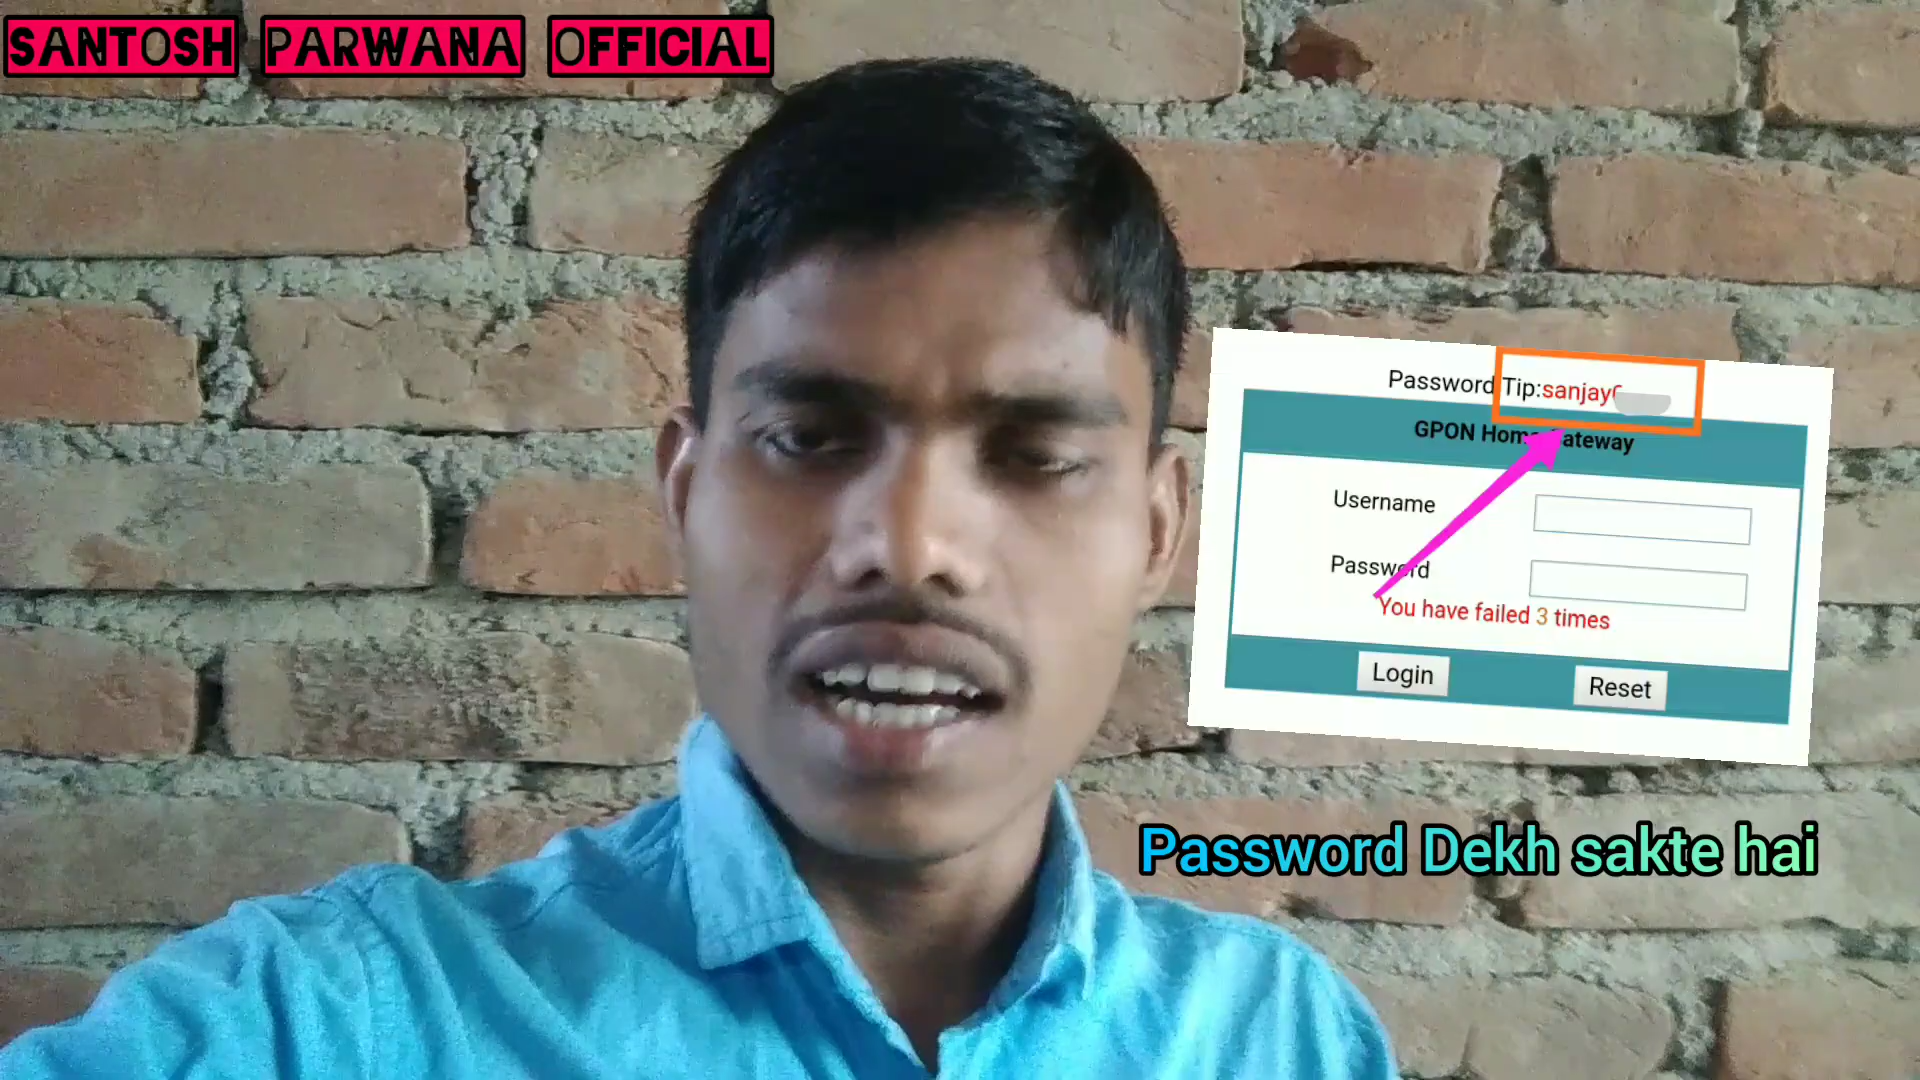 SANTOSH PARWANA OFFICIAL
Password Tip:sanjay
GPON Home Gateway
Username
Password
You have failed 3 times
Login
Reset
Password Dekh sakte hai